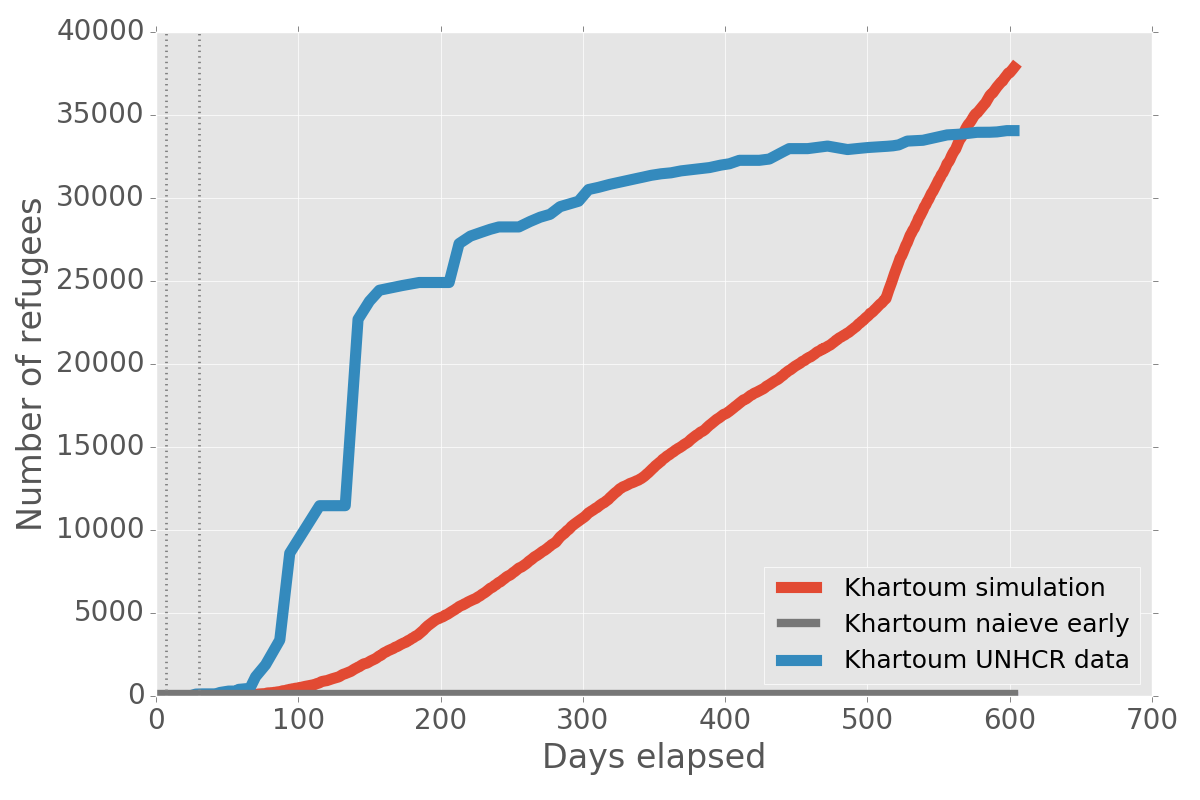 40000
35000
30000
25000
20000
15000
10000
5000
0
Number of refugees
Khartoum simulation
Khartoum naieve early
Khartoum UNHCR data
0 100 200 300 400 500 600 700
Days elapsed